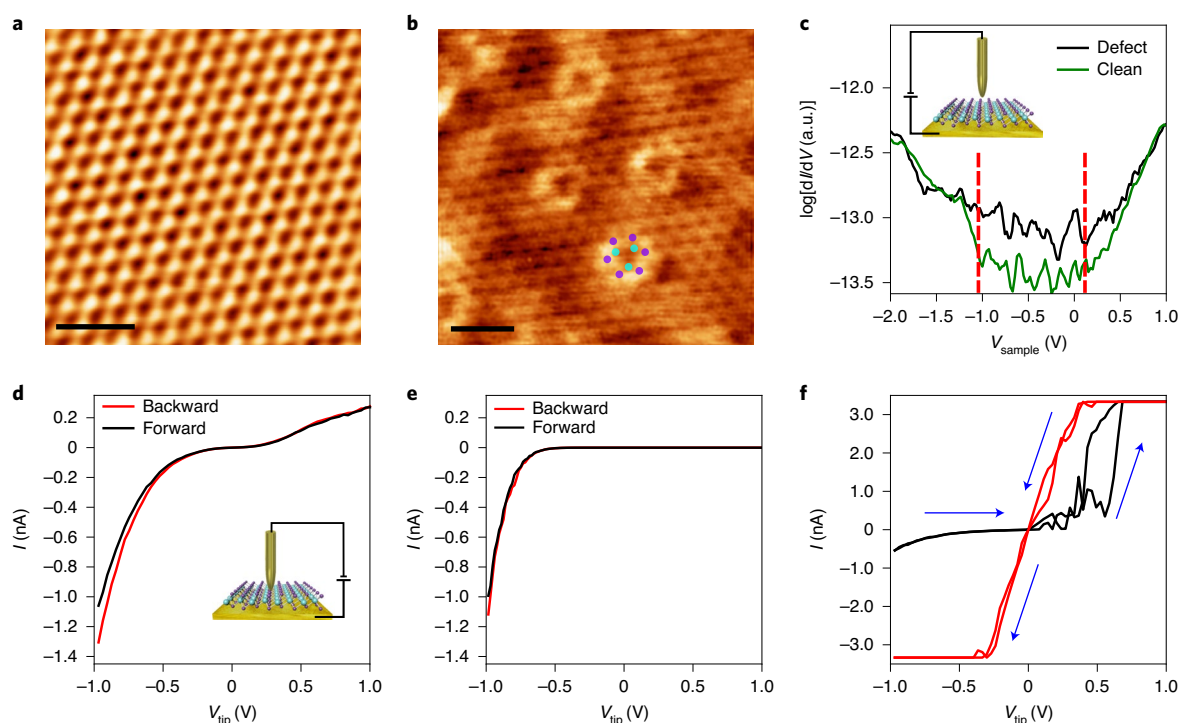 a
b
c
Defect
Clean
log[dI/dV (a.u.)]
−12.0
−12.5
−13.0
−13.5
−2.0 −1.5 −1.0 −0.5 0 0.5 1.0
Vsample (V)
d
Backward
Forward
I (nA)
0.2
0
−0.2
−0.4
−0.6
−0.8
−1.0
−1.2
−1.4
−1.0 −0.5 0 0.5 1.0
Vtip (V)
e
Backward
Forward
I (nA)
0.2
0
−0.2
−0.4
−0.6
−0.8
−1.0
−1.2
−1.4
−1.0 −0.5 0 0.5 1.0
Vtip (V)
f
I (nA)
3.0
2.0
1.0
0
−1.0
−2.0
−3.0
−1.0 −0.5 0 0.5 1.0
Vtip (V)